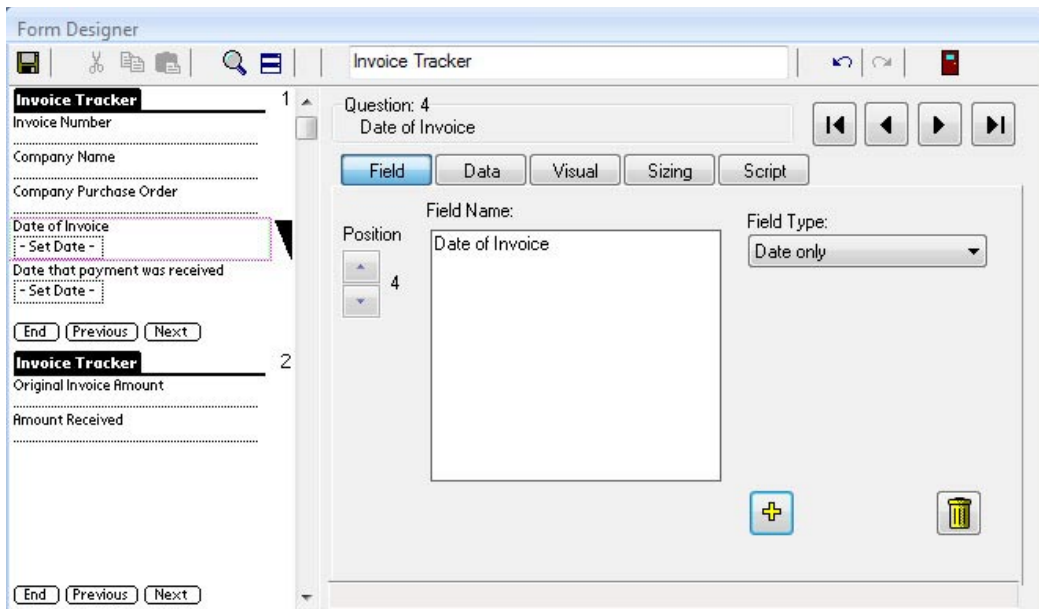 Form Designer
Invoice Tracker
Invoice Tracker 1
Invoice Number
Company Name
Company Purchase Order
Date of Invoice
- Set Date -
Date that payment was received
- Set Date -
End Previous Next
Invoice Tracker 2
Original Invoice Amount
Amount Received
End Previous Next
Question: 4
Date of Invoice
Field Data Visual Sizing Script
Field Name:
Position
4
Date of Invoice
Field Type:
Date only